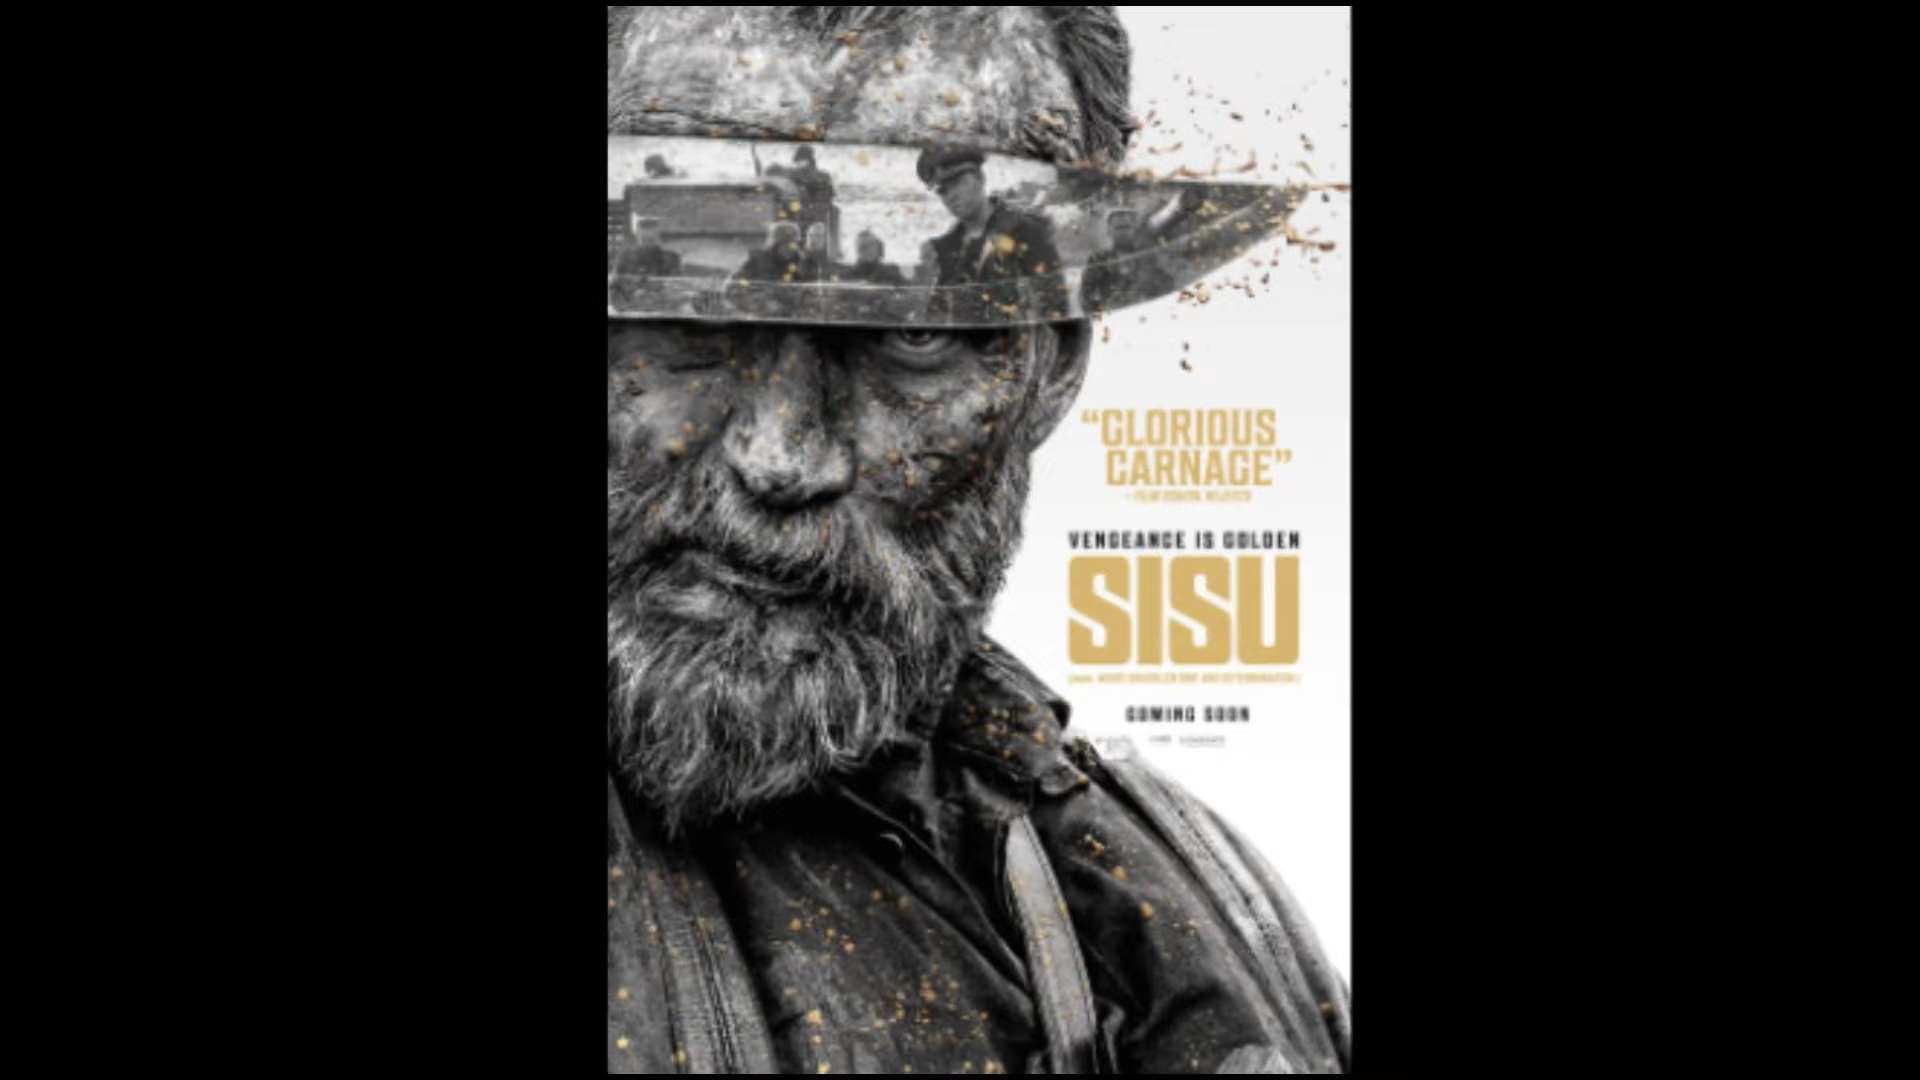 “GLORIOUS
CARNAGE”
VENGEANCE IS GOLDEN
SISU
COMING SOON